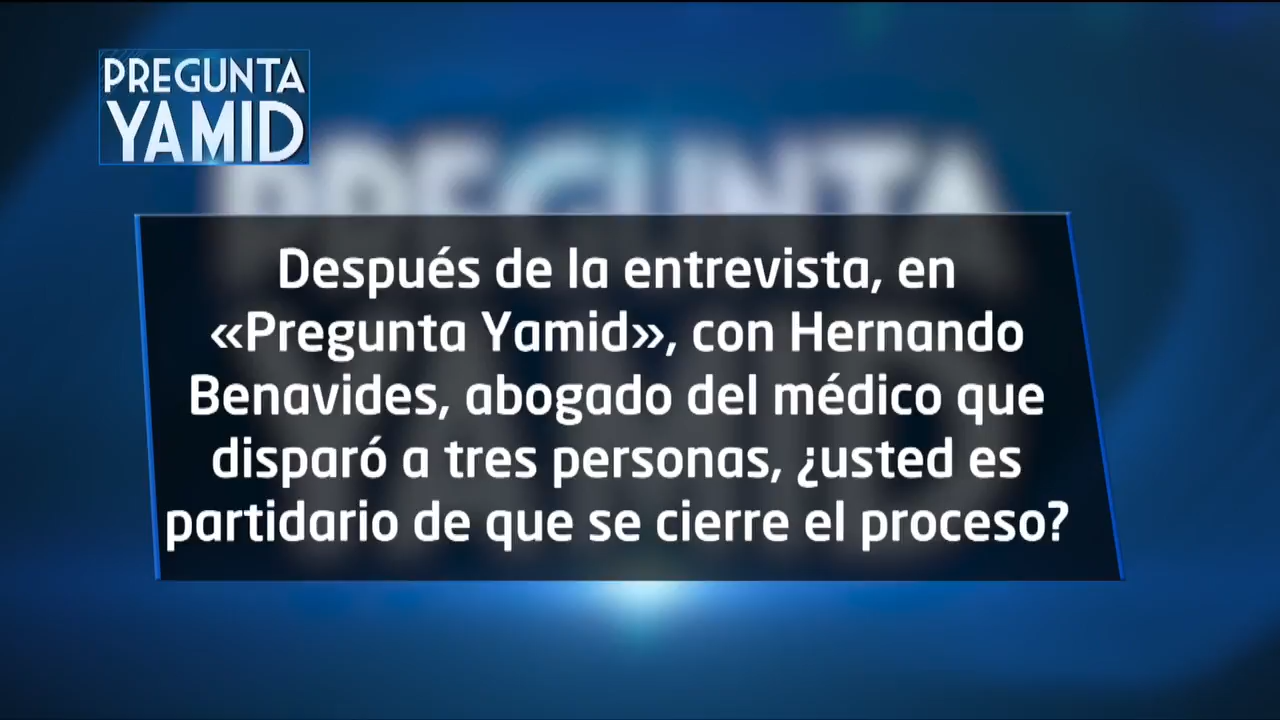 PREGUNTA
YAMID
PREGUNTA
Después de la entrevista, en
«Pregunta Yamid», con Hernando
Benavides, abogado del médico que
disparó a tres personas, ¿usted es
partidario de que se cierre el proceso?